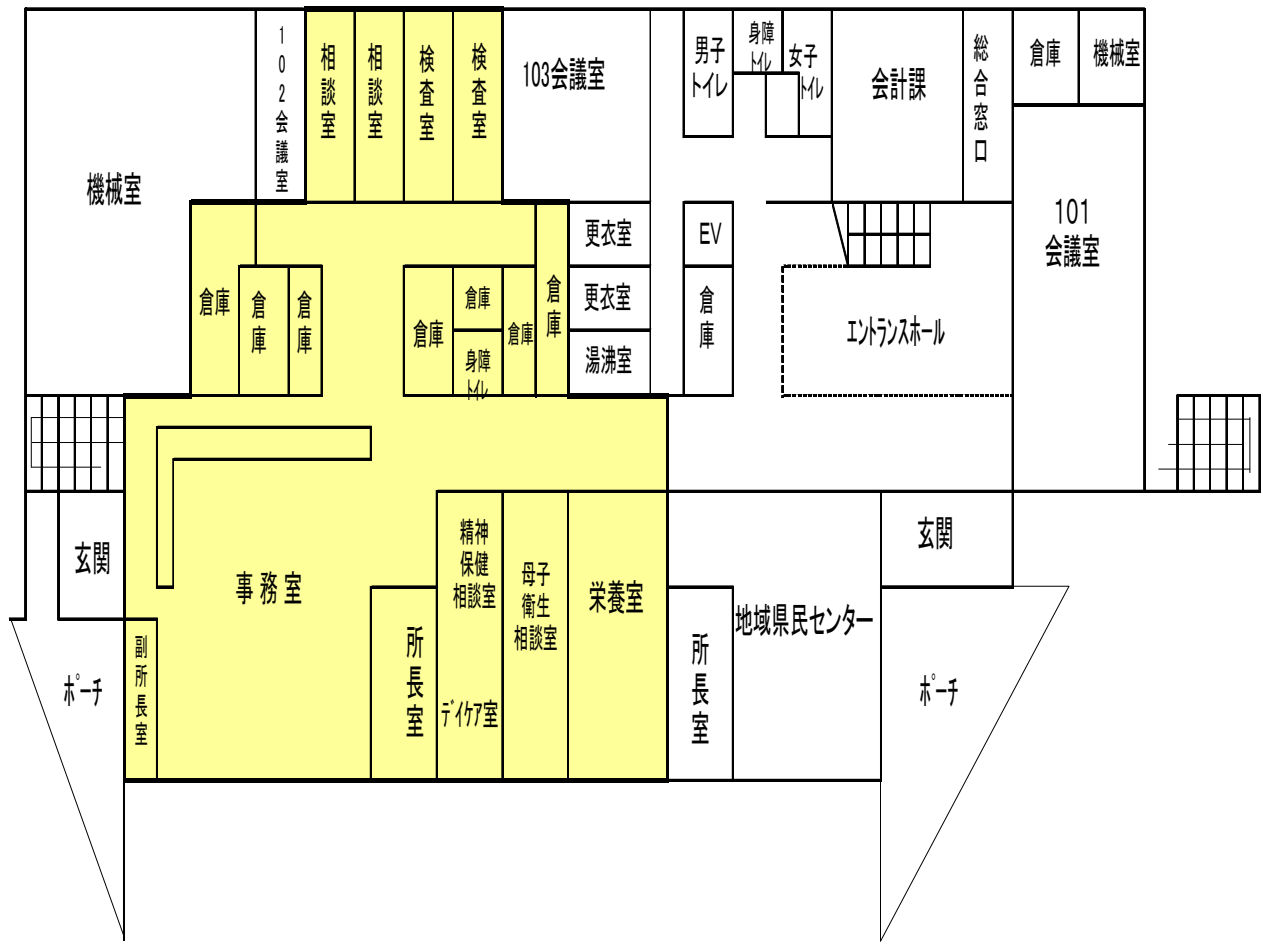 機械室
102会議室
相談室
相談室
検査室
検査室
103会議室
男子
トイレ
身障
トイレ
女子
トイレ
会計課
総合窓口
倉庫
機械室
101
会議室
更衣室
EV
更衣室
湯沸室
倉庫
エントランスホール
倉庫
倉庫
倉庫
倉庫
倉庫
身障
トイレ
倉庫
倉庫
玄関
事務室
精神
保健
相談室
デイケア室
母子
衛生
相談室
栄養室
所長室
副所長室
ポーチ
所長室
地域県民センター
玄関
ポーチ